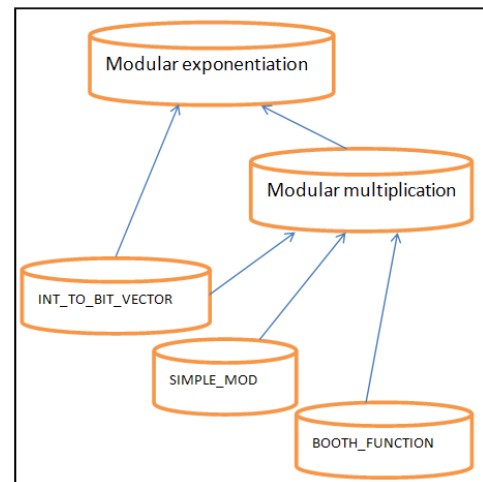 Modular exponentiation
Modular multiplication
INT_TO_BIT_VECTOR
SIMPLE_MOD
BOOTH_FUNCTION